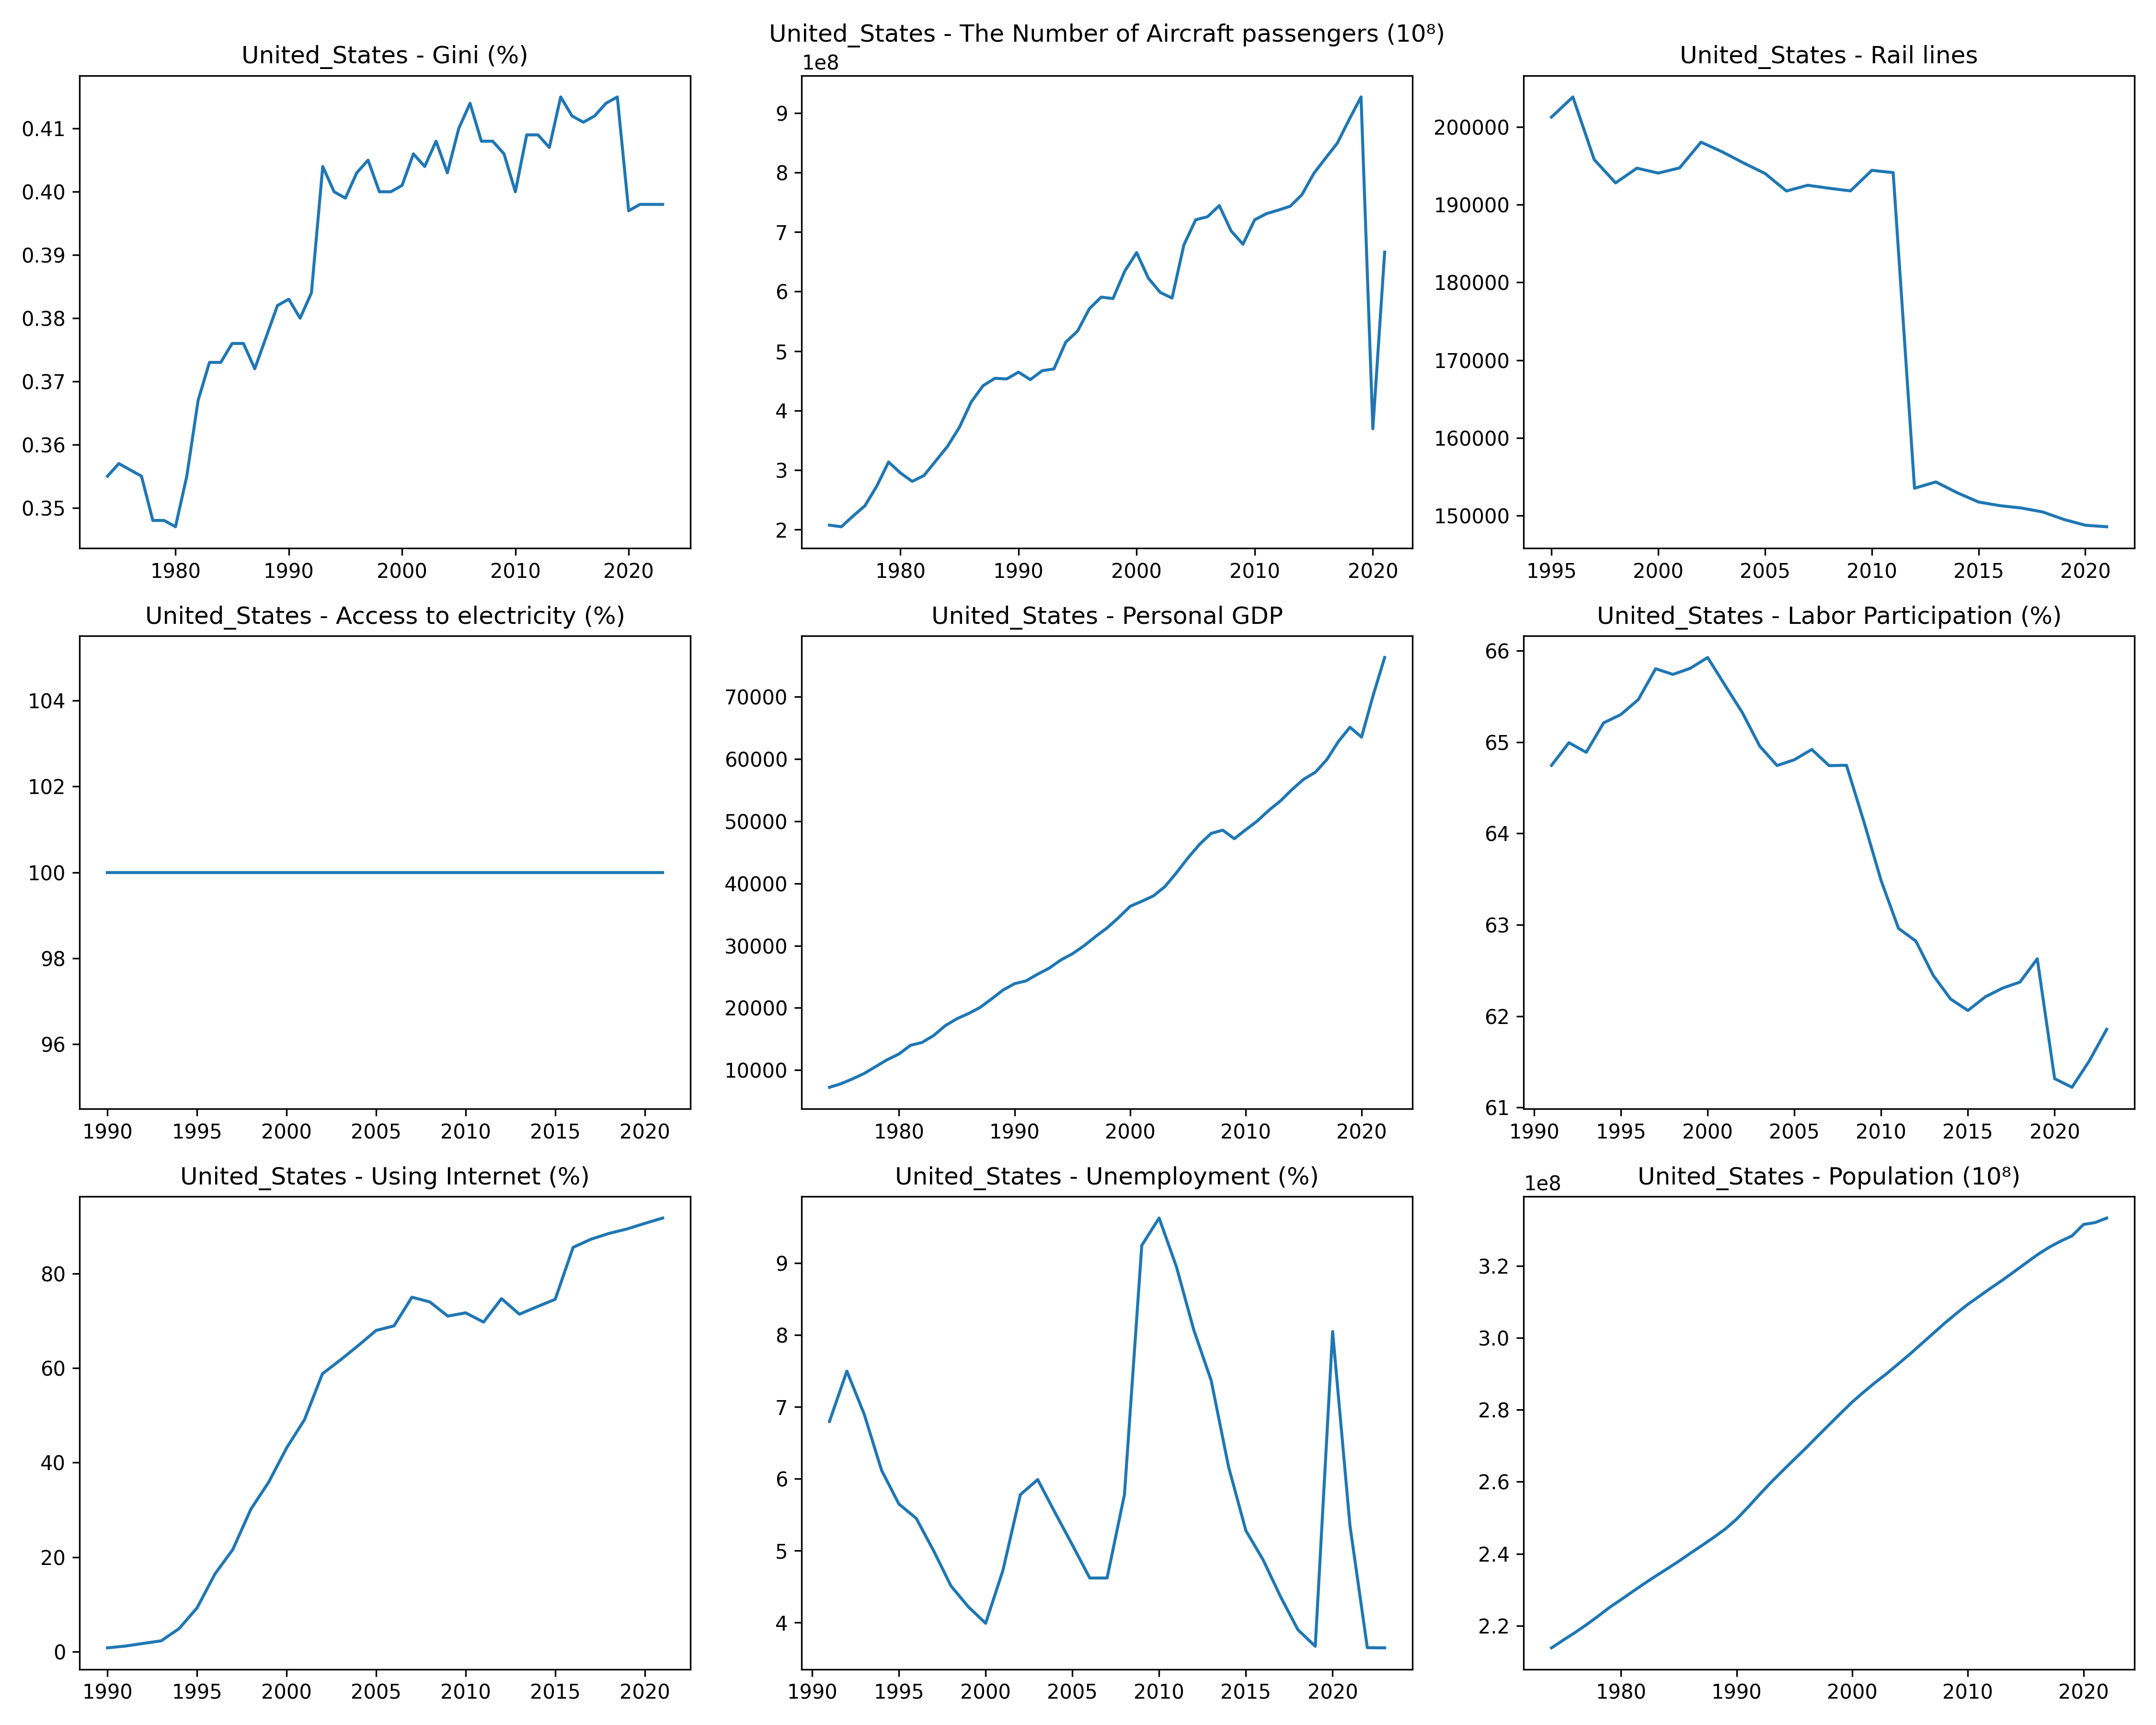 United_States - Gini (%)
0.41
0.40
0.39
0.38
0.37
0.36
0.35
1980 1990 2000 2010 2020
United_States - The Number of Aircraft passengers (10⁸)
1e8
9
8
7
6
5
4
3
2
1980 1990 2000 2010 2020
United_States - Rail lines
200000
190000
180000
170000
160000
150000
1995 2000 2005 2010 2015 2020
United_States - Access to electricity (%)
104
102
100
98
96
1990 1995 2000 2005 2010 2015 2020
United_States - Personal GDP
70000
60000
50000
40000
30000
20000
10000
1980 1990 2000 2010 2020
United_States - Labor Participation (%)
66
65
64
63
62
61
1990 1995 2000 2005 2010 2015 2020
United_States - Using Internet (%)
80
60
40
20
0
1990 1995 2000 2005 2010 2015 2020
United_States - Unemployment (%)
9
8
7
6
5
4
1990 1995 2000 2005 2010 2015 2020
United_States - Population (10⁸)
1e8
3.2
3.0
2.8
2.6
2.4
2.2
1980 1990 2000 2010 2020